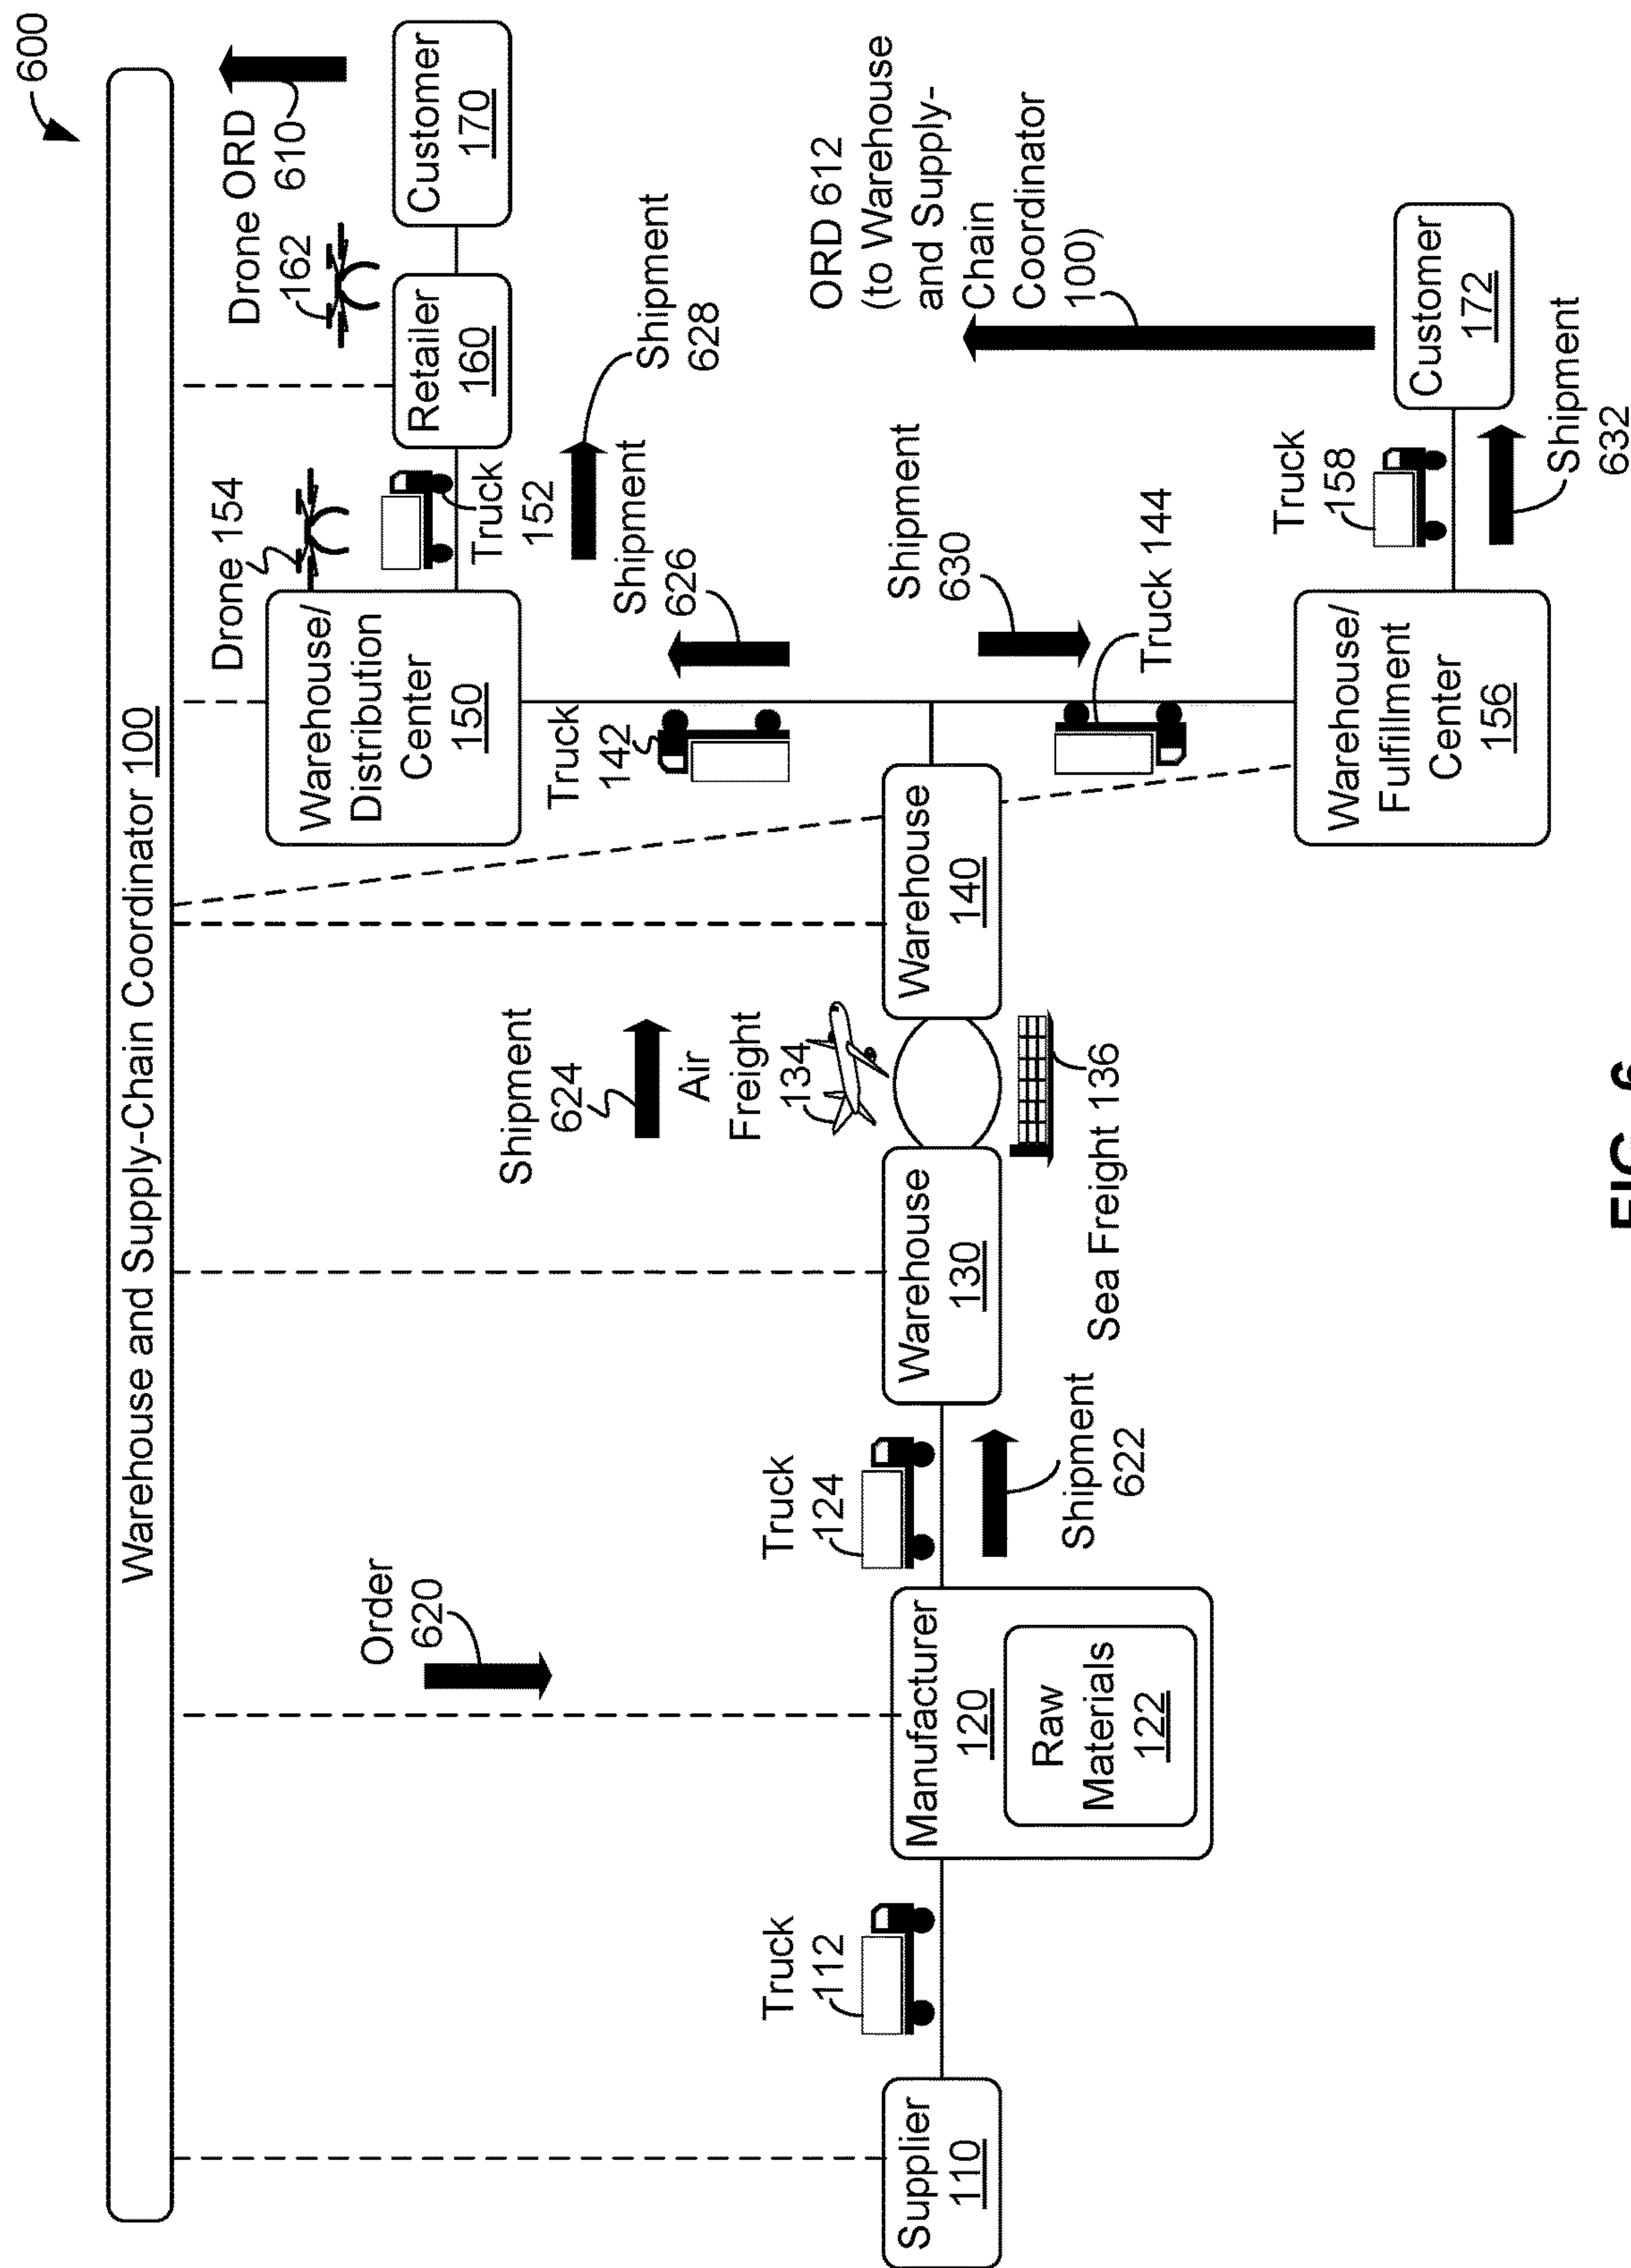 600
Warehouse and Supply-Chain Coordinator 100
Drone ORD
610
162
Drone 154
Warehouse/
Distribution
Center
150
Retailer
160
Customer
170
Truck
152
Shipment
628
Shipment
626
Truck
142
Order
620
Shipment
624
Air
Freight
134
ORD 612
(to Warehouse
and Supply-
Chain
Coordinator
100)
Supplier
110
Truck
112
Manufacturer
120
Raw
Materials
122
Truck
124
Shipment
622
Warehouse
130
Sea Freight 136
Warehouse
140
Shipment
630
Truck 144
Warehouse/
Fulfillment
Center
156
Truck
158
Customer
172
Shipment
632
FIG. 6